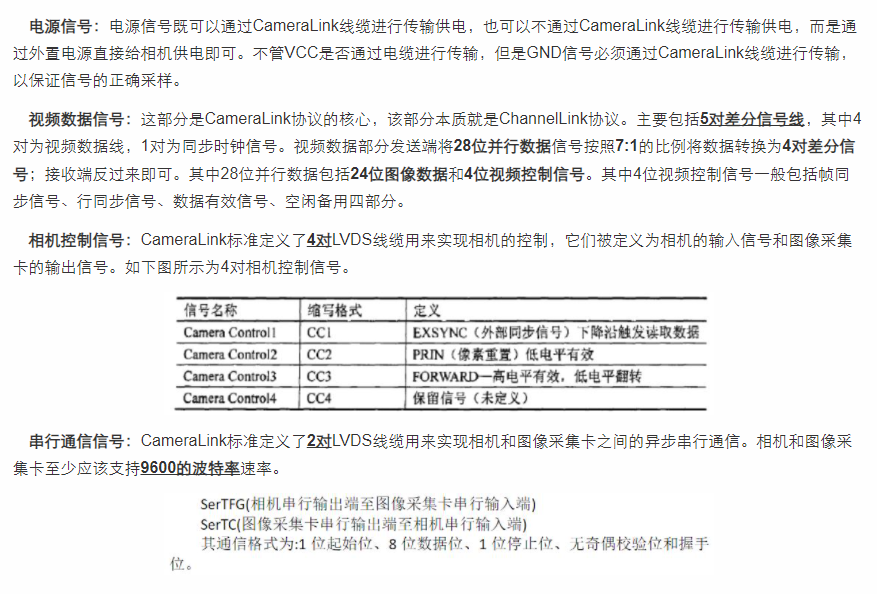 电源信号：电源信号既可以通过CameraLink线缆进行传输供电，也可以不通过CameraLink线缆进行传输供电，而是通
过外置电源直接给相机供电即可。不管VCC是否通过电缆进行传输，但是GND信号必须通过CameraLink线缆进行传输，
以保证信号的正确采样。
视频数据信号：这部分是CameraLink协议的核心，该部分本质就是ChannelLink协议。主要包括5对差分信号线，其中4
对为视频数据线，1对为同步时钟信号。视频数据部分发送端将28位并行数据信号按照7:1的比例将数据转换为4对差分信
号；接收端反过来即可。其中28位并行数据包括24位图像数据和4位视频控制信号。其中4位视频控制信号一般包括帧同
步信号、行同步信号、数据有效信号、空闲备用四部分。
相机控制信号：CameraLink标准定义了4对LVDS线缆用来实现相机的控制，它们被定义为相机的输入信号和图像采集
卡的输出信号。如下图所示为4对相机控制信号。
信号名称 缩写格式 定义
Camera Control1 CC1 EXSYNC（外部同步信号）下降沿触发读取数据
Camera Control2 CC2 PRIN（像素重置）低电平有效
Camera Control3 CC3 FORWARD—高电平有效，低电平翻转
Camera Control4 CC4 保留信号（未定义）
串行通信信号：CameraLink标准定义了2对LVDS线缆用来实现相机和图像采集卡之间的异步串行通信。相机和图像采
集卡至少应该支持9600的波特率速率。
SerTFG(相机串行输出端至图像采集卡串行输入端)
SerTC(图像采集卡串行输出端至相机串行输入端)
其通信格式为:1 位起始位、8 位数据位、1 位停止位、无奇偶校验位和握手
位。